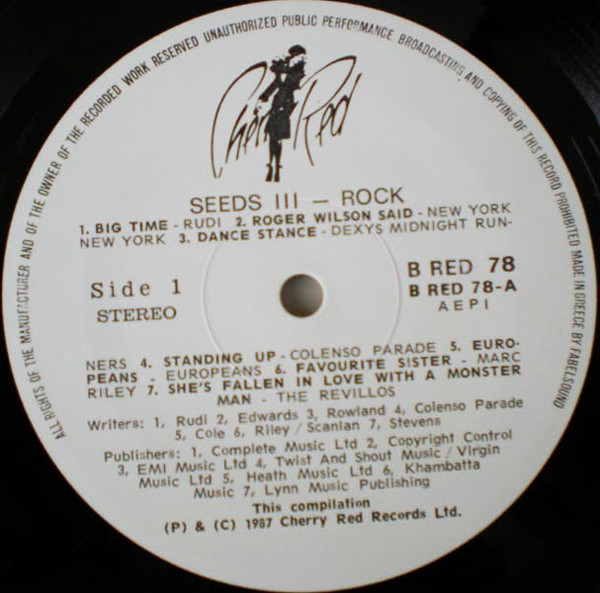 ALL RIGHTS OF THE MANUFACTURER AND OF THE OWNER OF THE RECORDED WORK RESERVED UNAUTHORIZED PUBLIC PERFORMANCE BROADCASTING AND COPYING OF THIS RECORD PROHIBITED MADE IN GREECE BY FABELSOUND
Cherry Red
SEEDS III – ROCK
1. BIG TIME - RUDI 2. ROGER WILSON SAID - NEW YORK
NEW YORK 3. DANCE STANCE - DEXYS MIDNIGHT RUN-
Side 1
STEREO
B RED 78
B RED 78-A
AEPI
NERS 4. STANDING UP - COLENSO PARADE 5. EURO-
PEANS - EUROPEANS 6. FAVOURITE SISTER - MARC
RILEY 7. SHE'S FALLEN IN LOVE WITH A MONSTER
MAN - THE REVILLOS
Writers: 1, Rudi 2, Edwards 3, Rowland 4, Colenso Parade
5, Cole 6, Riley / Scanlan 7, Stevens
Publishers: 1, Complete Music Ltd 2, Copyright Control
3, EMI Music Ltd 4, Twist And Shout Music / Virgin
Music Ltd 5, Heath Music Ltd 6, Khambatta
Music 7, Lynn Music Publishing
This compilation
(P) & (C) 1987 Cherry Red Records Ltd.